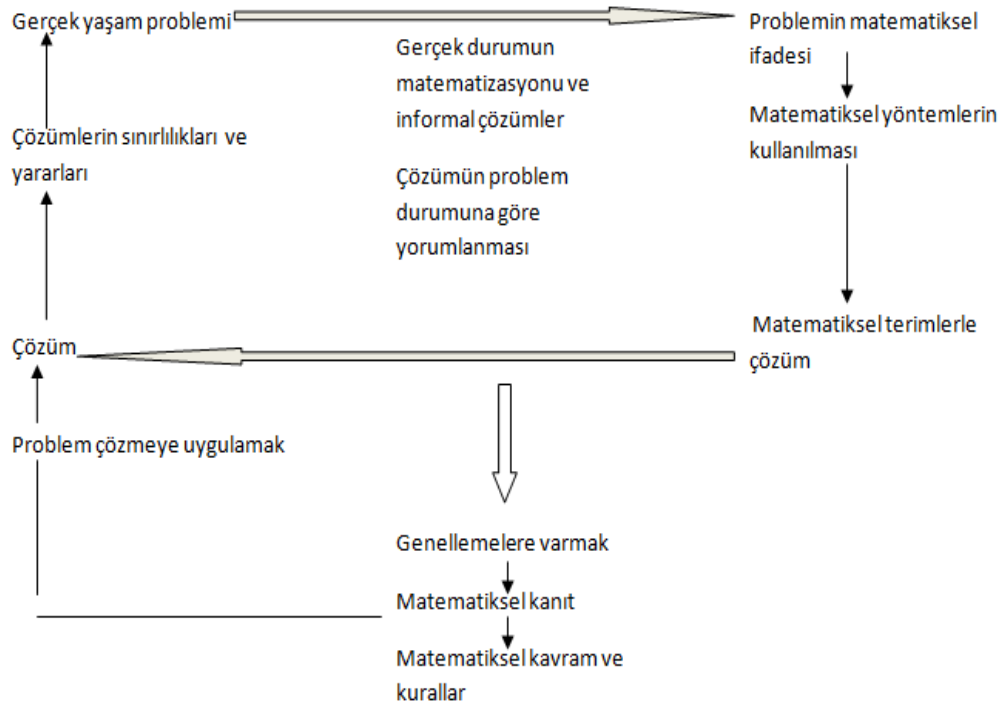 Gerçek yaşam problemi
Gerçek durumun
matematizasyonu ve
informal çözümler
Problemin matematiksel
ifadesi
Matematiksel yöntemlerin
kullanılması
Çözümlerin sınırlılıkları ve
yararları
Çözümün problem
durumuna göre
yorumlanması
Matematiksel terimlerle
çözüm
Çözüm
Problem çözmeye uygulamak
Genellemelere varmak
Matematiksel kanıt
Matematiksel kavram ve
kurallar